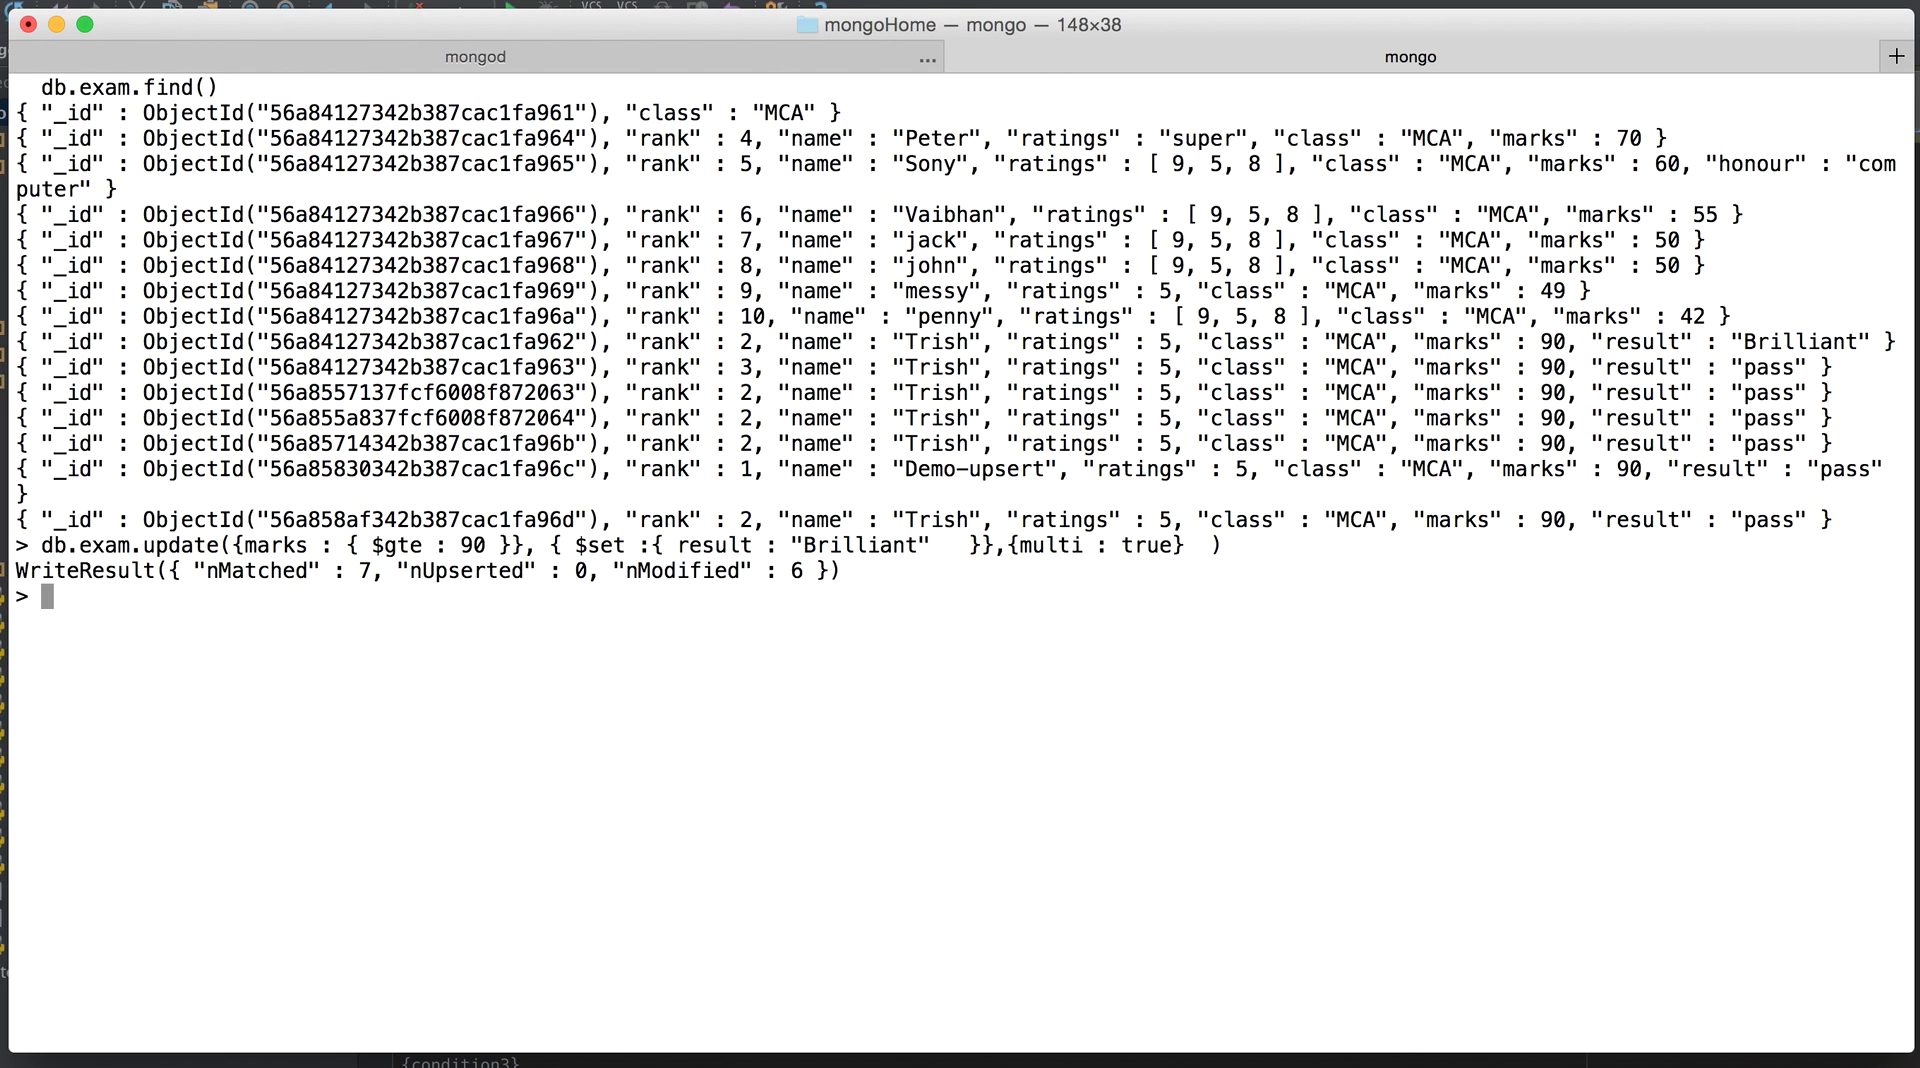 VCS VCS
mongoHome — mongo — 148×38
mongod ... mongo +
db.exam.find()
{ "_id" : ObjectId("56a84127342b387cac1fa961"), "class" : "MCA" }
{ "_id" : ObjectId("56a84127342b387cac1fa964"), "rank" : 4, "name" : "Peter", "ratings" : "super", "class" : "MCA", "marks" : 70 }
{ "_id" : ObjectId("56a84127342b387cac1fa965"), "rank" : 5, "name" : "Sony", "ratings" : [ 9, 5, 8 ], "class" : "MCA", "marks" : 60, "honour" : "com
puter" }
{ "_id" : ObjectId("56a84127342b387cac1fa966"), "rank" : 6, "name" : "Vaibhan", "ratings" : [ 9, 5, 8 ], "class" : "MCA", "marks" : 55 }
{ "_id" : ObjectId("56a84127342b387cac1fa967"), "rank" : 7, "name" : "jack", "ratings" : [ 9, 5, 8 ], "class" : "MCA", "marks" : 50 }
{ "_id" : ObjectId("56a84127342b387cac1fa968"), "rank" : 8, "name" : "john", "ratings" : [ 9, 5, 8 ], "class" : "MCA", "marks" : 50 }
{ "_id" : ObjectId("56a84127342b387cac1fa969"), "rank" : 9, "name" : "messy", "ratings" : 5, "class" : "MCA", "marks" : 49 }
{ "_id" : ObjectId("56a84127342b387cac1fa96a"), "rank" : 10, "name" : "penny", "ratings" : [ 9, 5, 8 ], "class" : "MCA", "marks" : 42 }
{ "_id" : ObjectId("56a84127342b387cac1fa962"), "rank" : 2, "name" : "Trish", "ratings" : 5, "class" : "MCA", "marks" : 90, "result" : "Brilliant" }
{ "_id" : ObjectId("56a84127342b387cac1fa963"), "rank" : 3, "name" : "Trish", "ratings" : 5, "class" : "MCA", "marks" : 90, "result" : "pass" }
{ "_id" : ObjectId("56a8557137fcf6008f872063"), "rank" : 2, "name" : "Trish", "ratings" : 5, "class" : "MCA", "marks" : 90, "result" : "pass" }
{ "_id" : ObjectId("56a855a837fcf6008f872064"), "rank" : 2, "name" : "Trish", "ratings" : 5, "class" : "MCA", "marks" : 90, "result" : "pass" }
{ "_id" : ObjectId("56a85714342b387cac1fa96b"), "rank" : 2, "name" : "Trish", "ratings" : 5, "class" : "MCA", "marks" : 90, "result" : "pass" }
{ "_id" : ObjectId("56a85830342b387cac1fa96c"), "rank" : 1, "name" : "Demo-upsert", "ratings" : 5, "class" : "MCA", "marks" : 90, "result" : "pass"
}
{ "_id" : ObjectId("56a858af342b387cac1fa96d"), "rank" : 2, "name" : "Trish", "ratings" : 5, "class" : "MCA", "marks" : 90, "result" : "pass" }
> db.exam.update({marks : { $gte : 90 }}, { $set :{ result : "Brilliant"   }},{multi : true}  )
WriteResult({ "nMatched" : 7, "nUpserted" : 0, "nModified" : 6 })
>
{condition3}